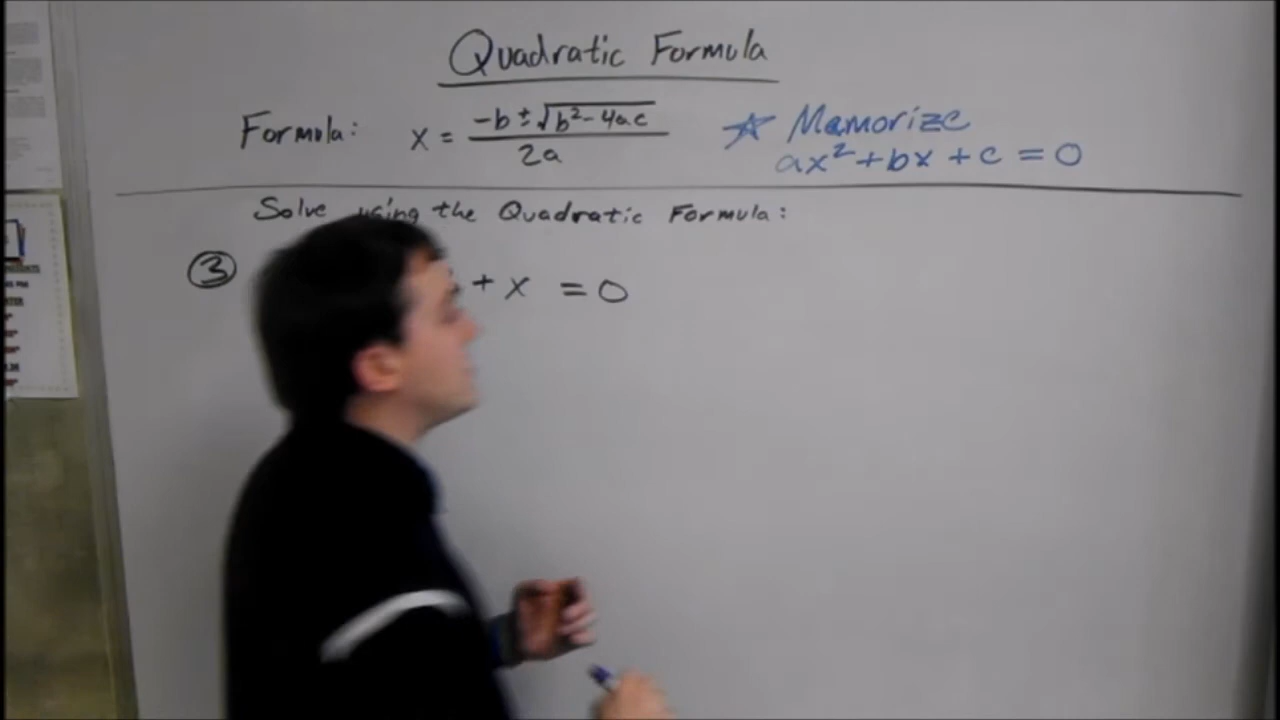 Quadratic Formula
Formula: x = -b ± √b² - 4ac / 2a
☆ Mamorize
ax² + bx + c = 0
Solve using the Quadratic Formula:
③ + x = 0